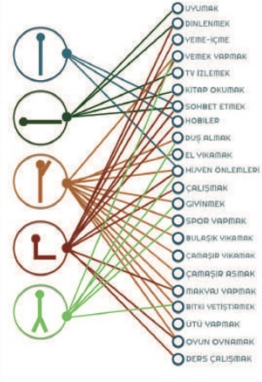 UYUMAK
DİNLENMEK
YEME-İÇME
YEMEK YAPMAK
TV İZLEMEK
KİTAP OKUMAK
SOHBET ETMEK
HOBİLER
DUŞ ALMAK
EL YIKAMAK
HİJYEN ÖNLEMLERİ
ÇALIŞMAK
GİYİNMEK
SPOR YAPMAK
BULAŞIK YIKAMAK
ÇAMAŞIR YIKAMAK
ÇAMAŞIR ASMAK
MAKYAJ YAPMAK
BİTKİ YETİŞTİRMEK
ÜTÜ YAPMAK
OYUN OYNAMAK
DERS ÇALIŞMAK